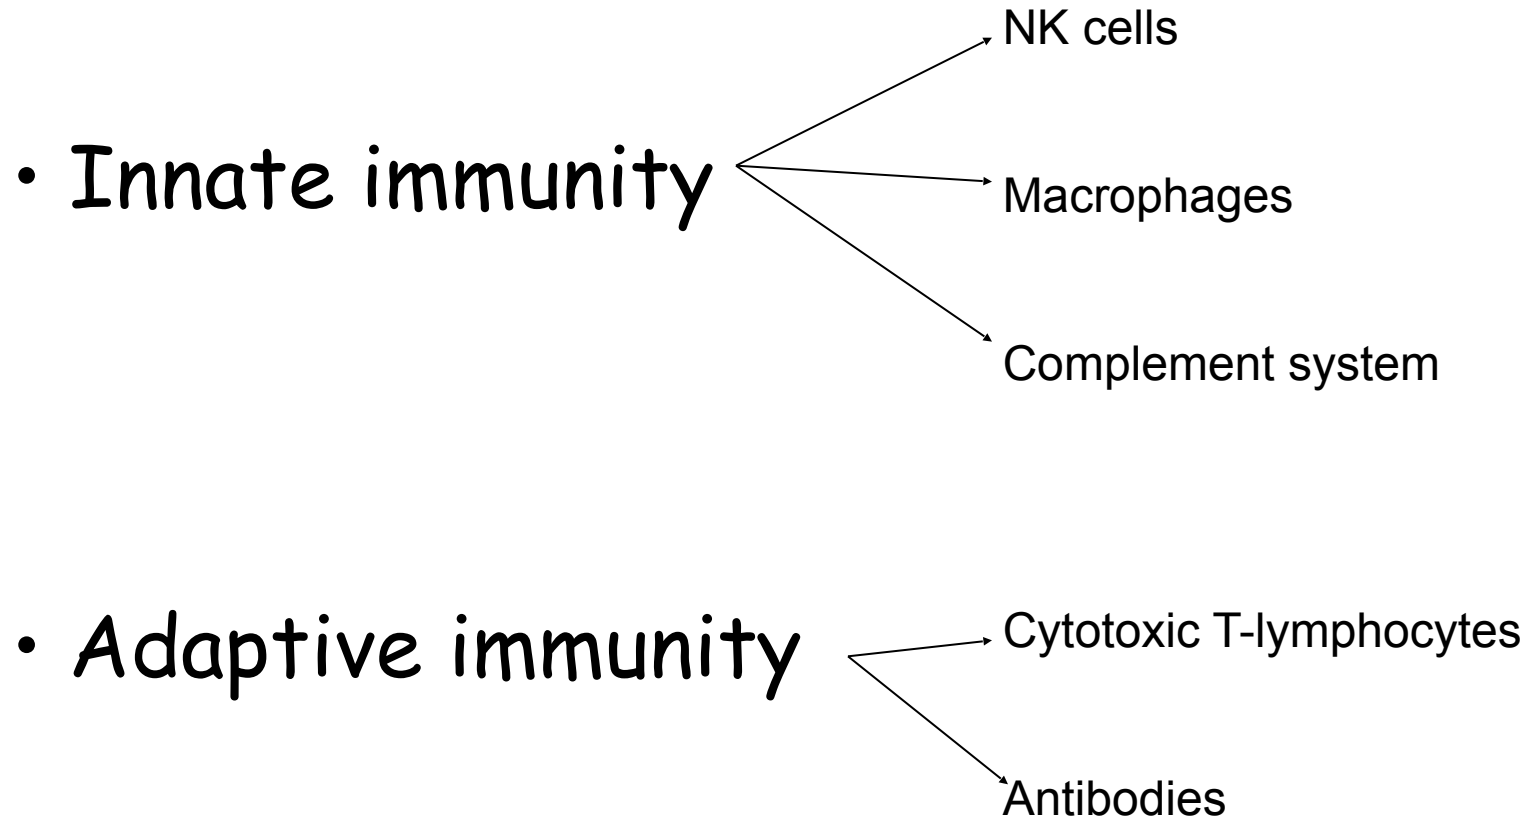 NK cells
• Innate immunity
Macrophages
Complement system
• Adaptive immunity
Cytotoxic T-lymphocytes
Antibodies